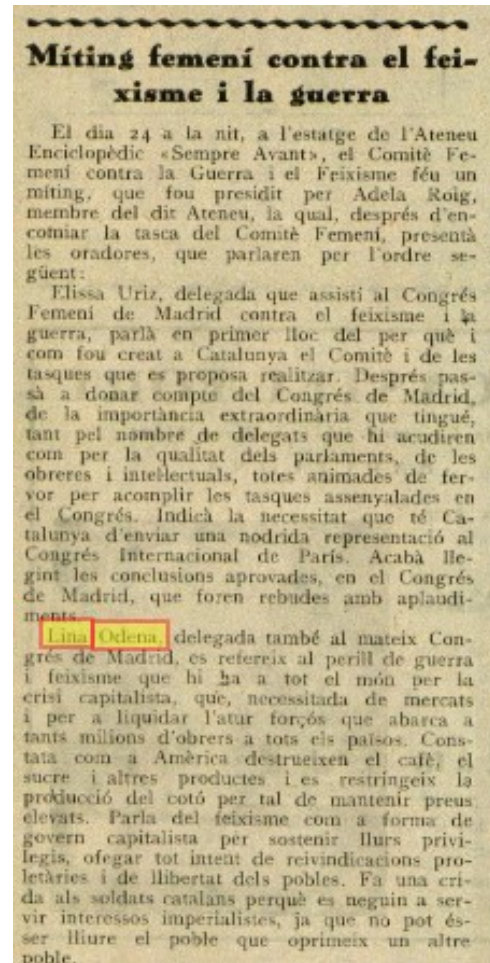 Míting femení contra el fei-
xisme i la guerra
El dia 24 a la nit, a l'estatge de l'Ateneu
Enciclopèdic «Sempre Avant», el Comitè Fe-
mení contra la Guerra i el Feixisme féu un
míting, que fou presidit per Adela Roig,
membre del dit Ateneu, la qual, després d'en-
comiar la tasca del Comitè Femení, presentà
les oradores, que parlaren per l'ordre se-
güent:
Elissa Uriz, delegada que assistí al Congrés
Femení de Madrid contra el feixisme i la
guerra, parlà en primer lloc del per què i
com fou creat a Catalunya el Comitè i de les
tasques que es proposa realitzar. Després pas-
sà a donar compte del Congrés de Madrid,
de la importància extraordinària que tingué,
tant pel nombre de delegats que hi acudiren
com per la qualitat dels parlaments, de les
obreres i intel·lectuals, totes animades de fer-
vor per acomplir les tasques assenyalades en
el Congrés. Indicà la necessitat que té Ca-
talunya d'enviar una nodrida representació al
Congrés Internacional de París. Acabà lle-
gint les conclusions aprovades, en el Congrés
de Madrid, que foren rebudes amb aplaudi-
ments.
Lina Odena, delegada també al mateix Con-
grés de Madrid, es refereix al perill de guerra
i feixisme que hi ha a tot el món per la
crisi capitalista, que, necessitada de mercats
i per a liquidar l'atur forçós que abarca a
tants milions d'obrers a tots els països. Cons-
tata com a Amèrica destrueixen el cafè, el
sucre i altres productes i es restringeix la
producció del cotó per tal de mantenir preus
elevats. Parla del feixisme com a forma de
govern capitalista per sostenir llurs privi-
legis, ofegar tot intent de reivindicacions pro-
letàries i de llibertat dels pobles. Fa una cri-
da als soldats catalans perquè es neguin a ser-
vir interessos imperialistes, ja que no pot és-
ser lliure el poble que oprimeix un altre
poble.